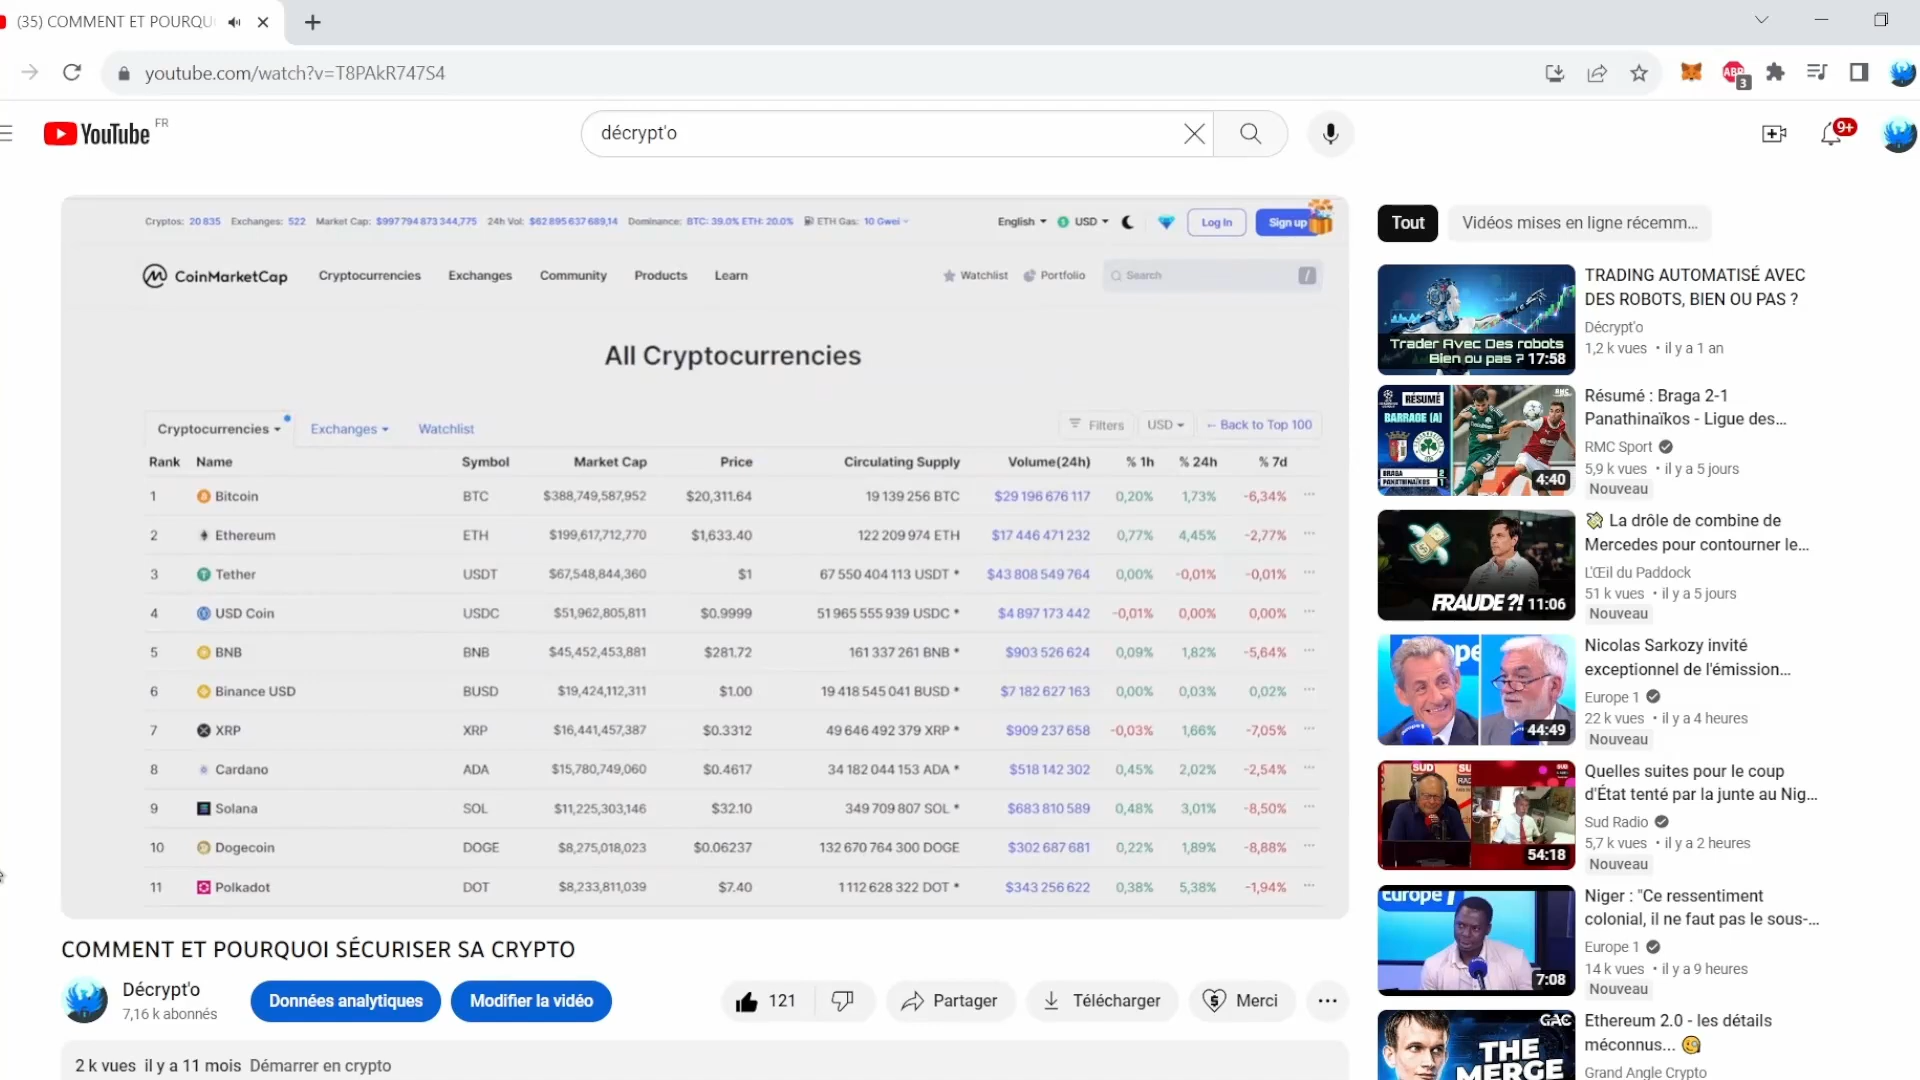 (35) COMMENT ET POURQU
youtube.com/watch?v=T8PAkR747S4
ABP 3
YouTube FR
décrypt'o
9+
Cryptos: 20 835 Exchanges: 522 Market Cap: $997 794 873 344,775 24h Vol: $62 895 637 689,14 Dominance: BTC: 39.0% ETH: 20.0% ETH Gas: 10 Gwei
English USD Log In Sign up
CoinMarketCap Cryptocurrencies Exchanges Community Products Learn
Watchlist Portfolio Search /
All Cryptocurrencies
Cryptocurrencies Exchanges Watchlist Filters USD ← Back to Top 100
Rank Name Symbol Market Cap Price Circulating Supply Volume(24h) % 1h % 24h % 7d
1 Bitcoin BTC $388,749,587,952 $20,311.64 19 139 256 BTC $29 196 676 117 0,20% 1,73% -6,34%
2 Ethereum ETH $199,617,712,770 $1,633.40 122 209 974 ETH $17 446 471 232 0,77% 4,45% -2,77%
3 Tether USDT $67,548,844,360 $1 67 550 404 113 USDT * $43 808 549 764 0,00% -0,01% -0,01%
4 USD Coin USDC $51,962,805,811 $0.9999 51 965 555 939 USDC * $4 897 173 442 -0,01% 0,00% 0,00%
5 BNB BNB $45,452,453,881 $281.72 161 337 261 BNB * $903 526 624 0,09% 1,82% -5,64%
6 Binance USD BUSD $19,424,112,311 $1.00 19 418 545 041 BUSD * $7 182 627 163 0,00% 0,03% 0,02%
7 XRP XRP $16,441,457,387 $0.3312 49 646 492 379 XRP * $909 237 658 -0,03% 1,66% -7,05%
8 Cardano ADA $15,780,749,060 $0.4617 34 182 044 153 ADA * $518 142 302 0,45% 2,02% -2,54%
9 Solana SOL $11,225,303,146 $32.10 349 709 807 SOL * $683 810 589 0,48% 3,01% -8,50%
10 Dogecoin DOGE $8,275,018,023 $0.06237 132 670 764 300 DOGE $302 687 681 0,22% 1,89% -8,88%
11 Polkadot DOT $8,233,811,039 $7.40 1 112 628 322 DOT * $343 256 622 0,38% 5,38% -1,94%
COMMENT ET POURQUOI SÉCURISER SA CRYPTO
Décrypt'o
7,16 k abonnés
Données analytiques Modifier la vidéo 121 Partager Télécharger Merci
2 k vues il y a 11 mois Démarrer en crypto
Tout Vidéos mises en ligne récemm...
Trader Avec Des robots
Bien ou pas ? 17:58
TRADING AUTOMATISÉ AVEC
DES ROBOTS, BIEN OU PAS ?
Décrypt'o
1,2 k vues • il y a 1 an
RÉSUMÉ
BARRAGE (A)
BRAGA 2
PANATHINAÏKOS 1
RMC
4:40
Résumé : Braga 2-1
Panathinaïkos - Ligue des...
RMC Sport
5,9 k vues • il y a 5 jours
Nouveau
FRAUDE ?! 11:06
💸 La drôle de combine de
Mercedes pour contourner le...
L'Œil du Paddock
51 k vues • il y a 5 jours
Nouveau
44:49
Nicolas Sarkozy invité
exceptionnel de l'émission...
Europe 1
22 k vues • il y a 4 heures
Nouveau
SUD
54:18
Quelles suites pour le coup
d'État tenté par la junte au Nig...
Sud Radio
5,7 k vues • il y a 2 heures
Nouveau
Europe 1
7:08
Niger : "Ce ressentiment
colonial, il ne faut pas le sous-...
Europe 1
14 k vues • il y a 9 heures
Nouveau
GAC
THE
MERGE
Ethereum 2.0 - les détails
méconnus... 🧐
Grand Angle Crypto